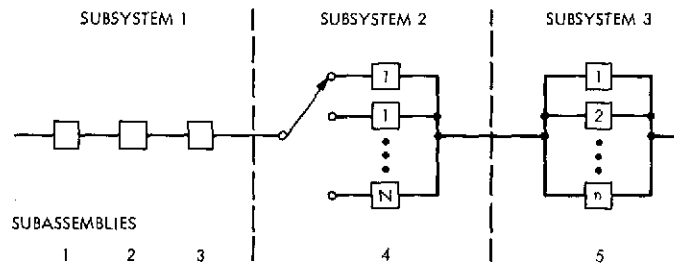 SUBSYSTEM 1 SUBSYSTEM 2 SUBSYSTEM 3
1 1
1 2
N n
SUBASSEMBLIES
1 2 3 4 5